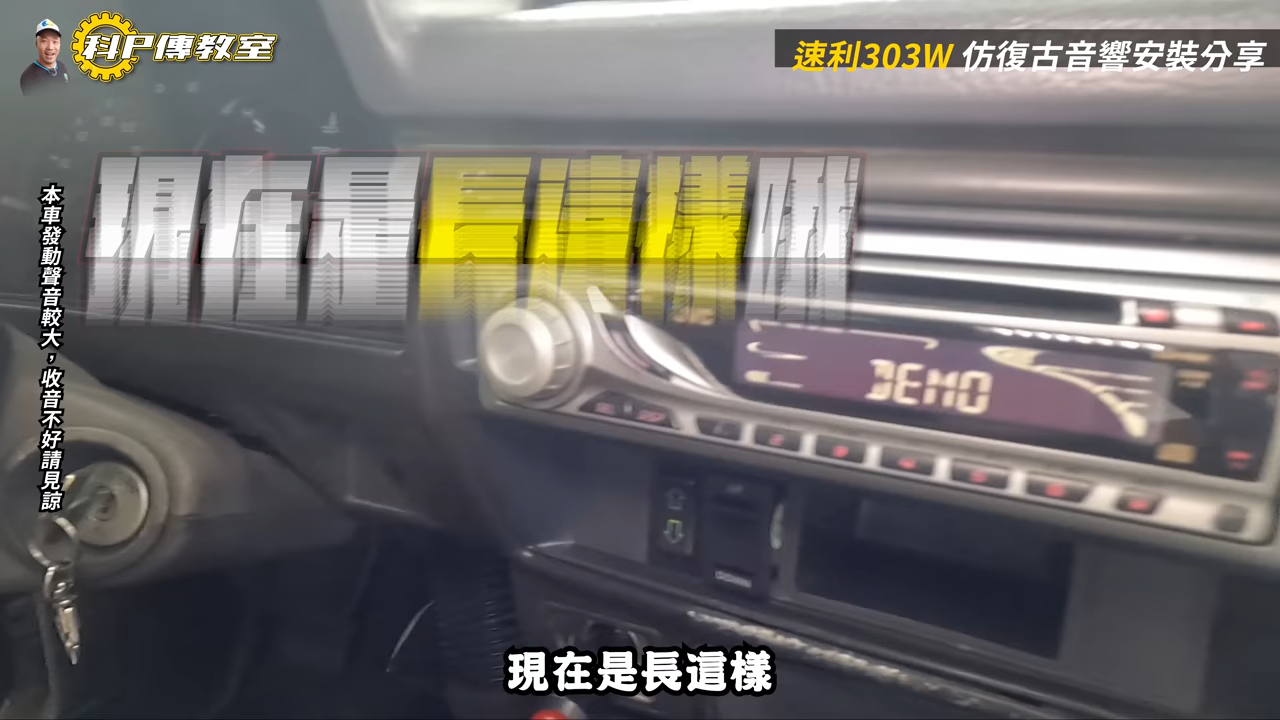 科尸傳教室
速利303W 仿復古音響安裝分享
現在是長這樣
本車發動聲音較大，收音不好請見諒
DEMO
DOWN
現在是長這樣